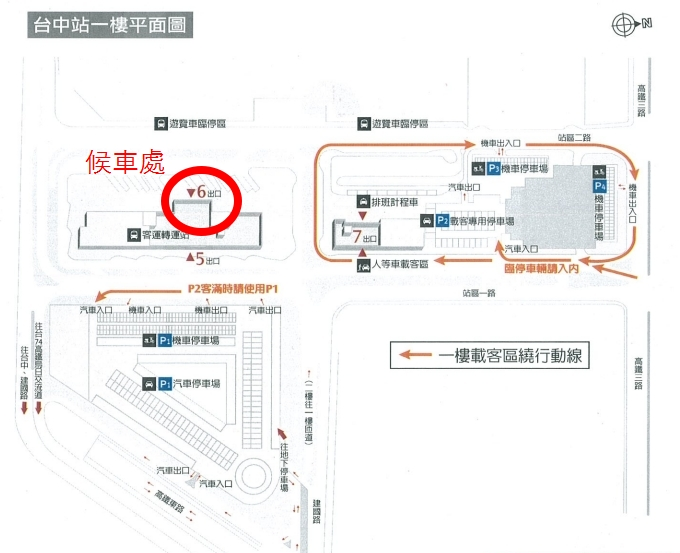 台中站一樓平面圖
N
高鐵三路
遊覽車臨停區
遊覽車臨停區
機車出入口
站區二路
候車處
P3 機車停車場
P4 機車停車場
機車出入口
6 出口
汽車出口
排班計程車
P2 載客專用停車場
客運轉運站
7 出口
5 出口
人等車載客區
汽車入口
臨停車輛請入內
P2客滿時請使用P1
站區一路
汽車入口
機車入口
機車出口
汽車出口
往台74高鐵聯絡交流道
往台中、建國路
P1 機車停車場
一樓載客區繞行動線
高鐵三路
P1 汽車停車場
(二樓往一樓匝道)
往地下停車場
汽車出口
汽車入口
高鐵東路
建國路